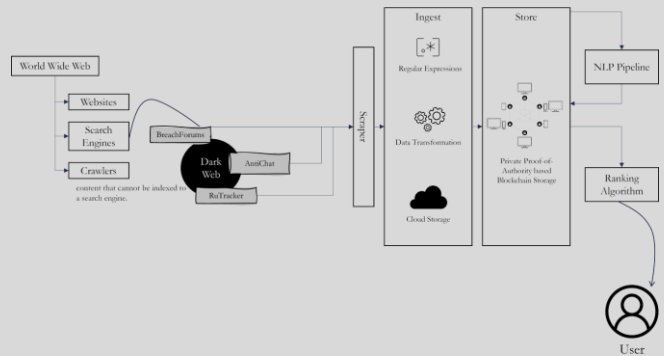 World Wide Web
Websites
Search
Engines
Crawlers
content that cannot be indexed to
a search engine.
BreachForums
Dark
Web
AntiChat
RuTracker
Scraper
Ingest
[.*]
Regular Expressions
Data Transformation
Cloud Storage
Store
Private Proof-of-
Authority based
Blockchain Storage
NLP Pipeline
Ranking
Algorithm
User